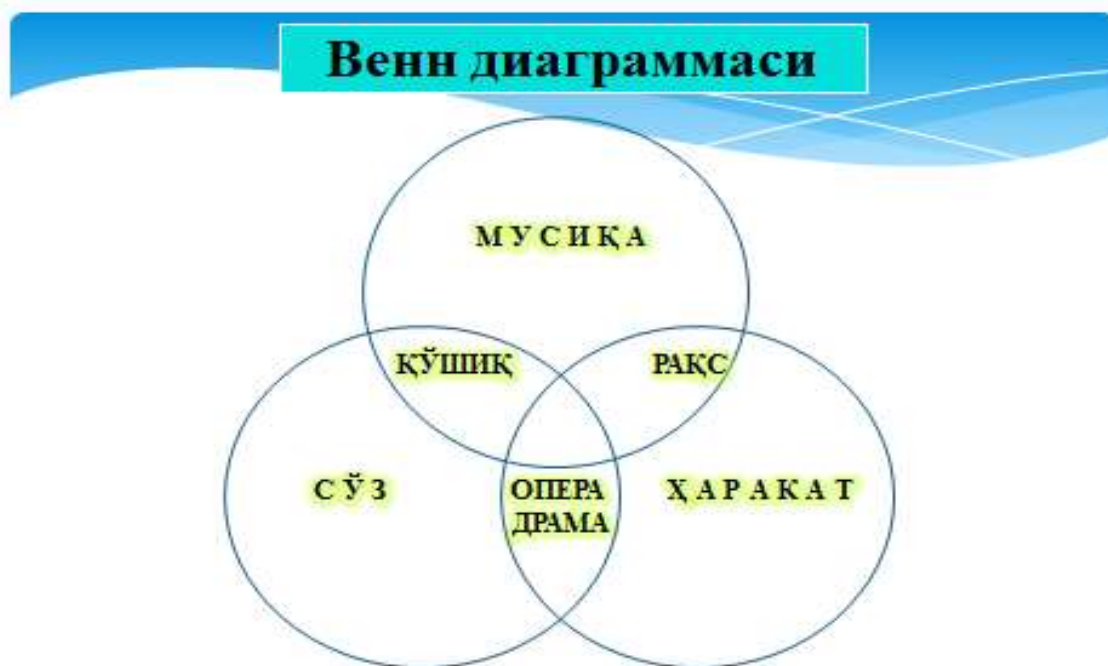 Венн диаграммаси
М У С И Қ А
ҚЎШИҚ РАҚС
С Ў З ОПЕРА Ҳ А Р А К А Т
ДРАМА